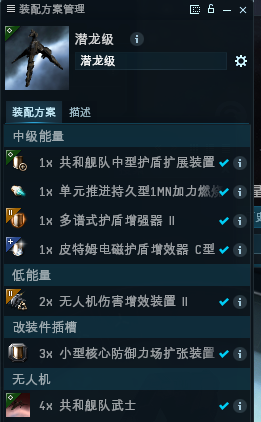 装配方案管理
潜龙级
潜龙级
装配方案 描述
中级能量
1x 共和舰队中型护盾扩展装置
1x 单元推进持久型1MN加力燃
1x 多谱式护盾增强器 II
1x 皮特姆电磁护盾增效器 C型
低能量
2x 无人机伤害增效装置 II
改装件插槽
3x 小型核心防御力场扩张装置
无人机
4x 共和舰队武士